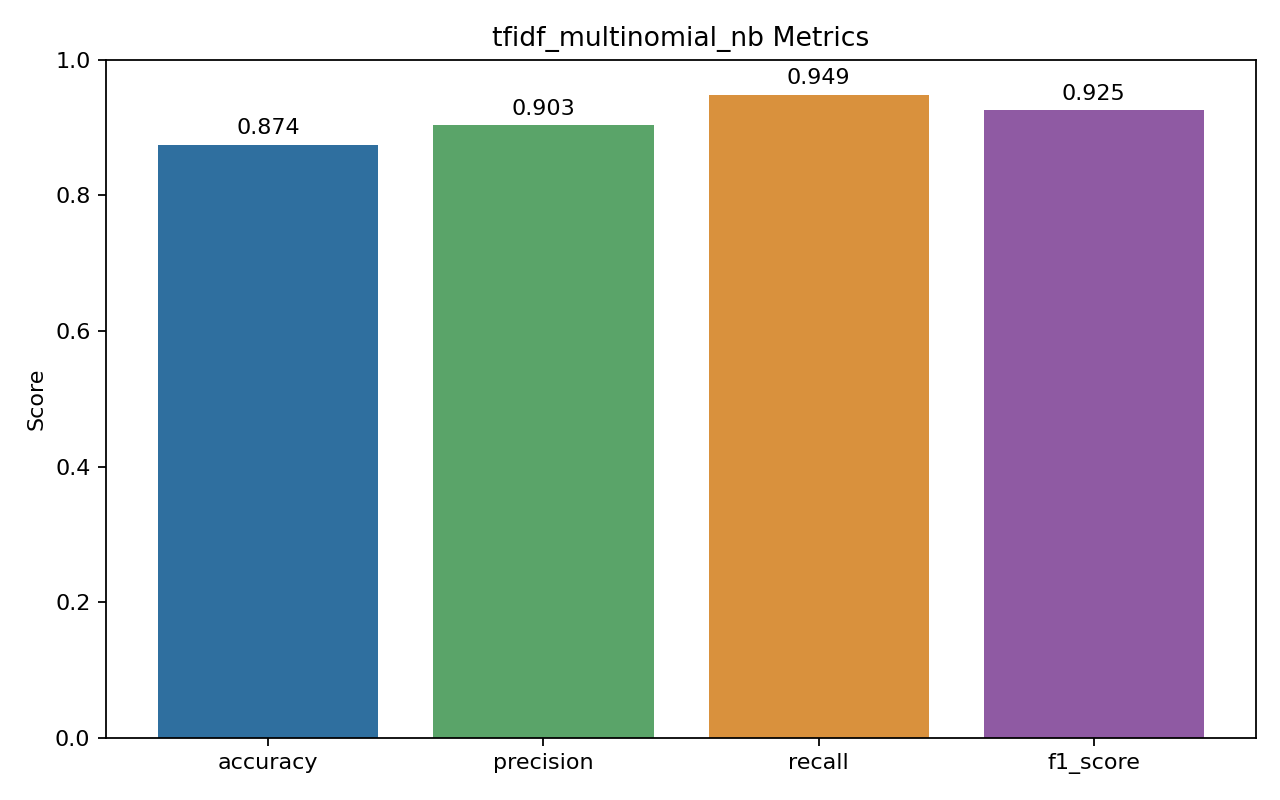 tfidf_multinomial_nb Metrics
1.0
0.8
0.6
0.4
0.2
0.0
Score
0.874
0.903
0.949
0.925
accuracy
precision
recall
f1_score